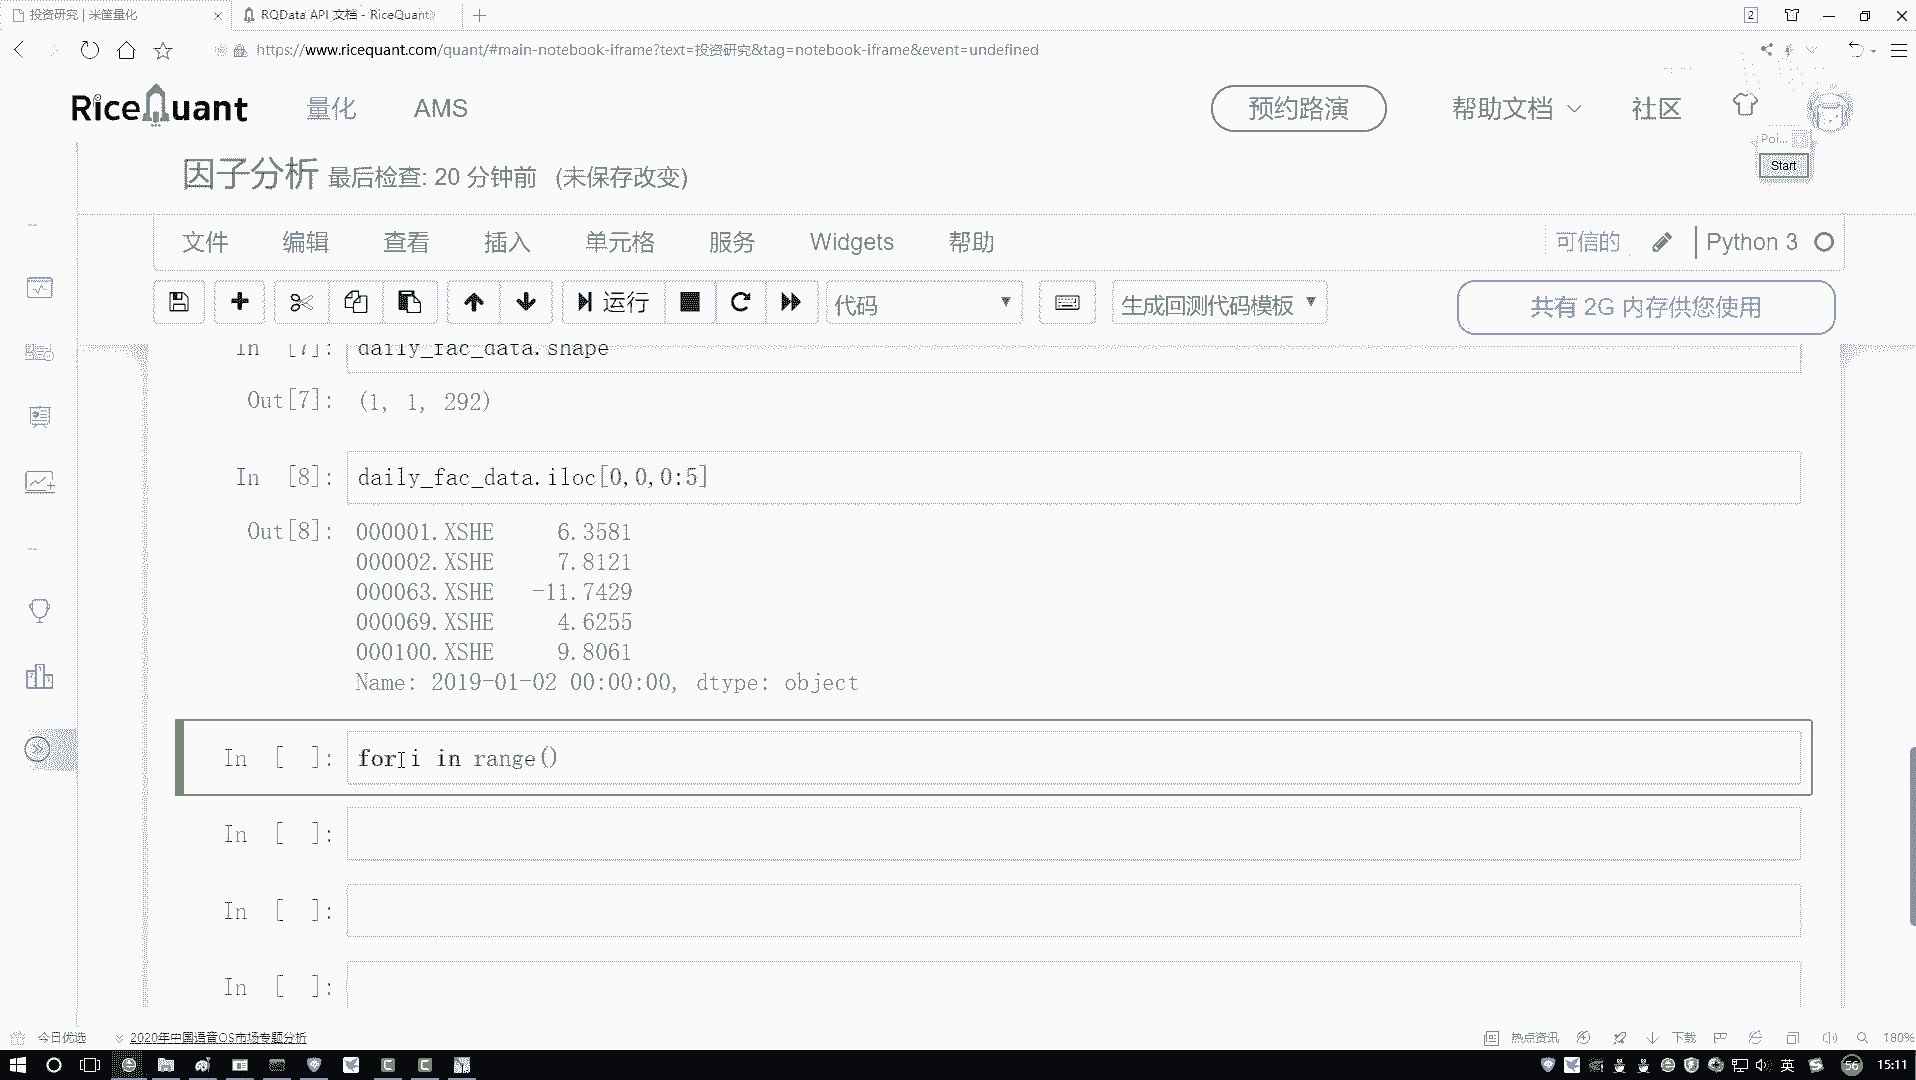 投资研究 | 米筐量化
RQData API 文档 - RiceQuant
2
https://www.ricequant.com/quant/#main-notebook-iframe?text=投资研究&tag=notebook-iframe&event=undefined
RiceQuant 量化 AMS 预约路演 帮助文档 社区
Poi...
Start
因子分析 最后检查: 20 分钟前 (未保存改变)
文件 编辑 查看 插入 单元格 服务 Widgets 帮助 可信的 Python 3
运行 代码 生成回测代码模板 共有 2G 内存供您使用
In [7]: daily_fac_data.shape
Out[7]: (1, 1, 292)
In [8]: daily_fac_data.iloc[0,0,0:5]
Out[8]: 000001.XSHE 6.3581
000002.XSHE 7.8121
000063.XSHE -11.7429
000069.XSHE 4.6255
000100.XSHE 9.8061
Name: 2019-01-02 00:00:00, dtype: object
In [ ]: for i in range()
In [ ]:
In [ ]:
In [ ]:
今日优选 2020年中国语音OS市场专题分析 热点资讯 下载 180%
英 56 15:11